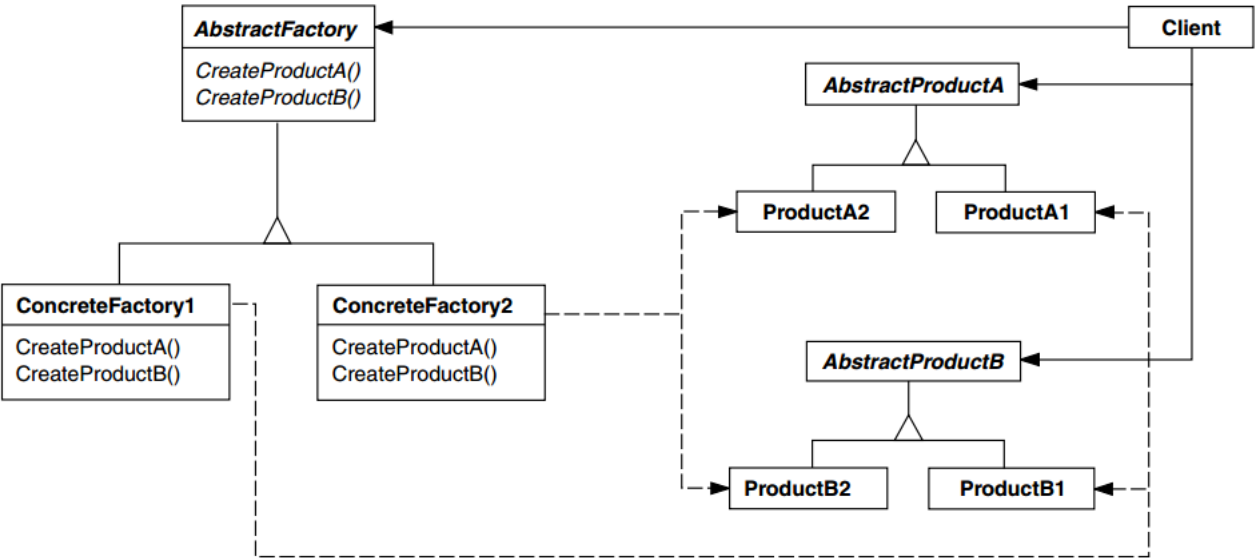 AbstractFactory
CreateProductA()
CreateProductB()
Client
AbstractProductA
ProductA2
ProductA1
ConcreteFactory1
CreateProductA()
CreateProductB()
ConcreteFactory2
CreateProductA()
CreateProductB()
AbstractProductB
ProductB2
ProductB1